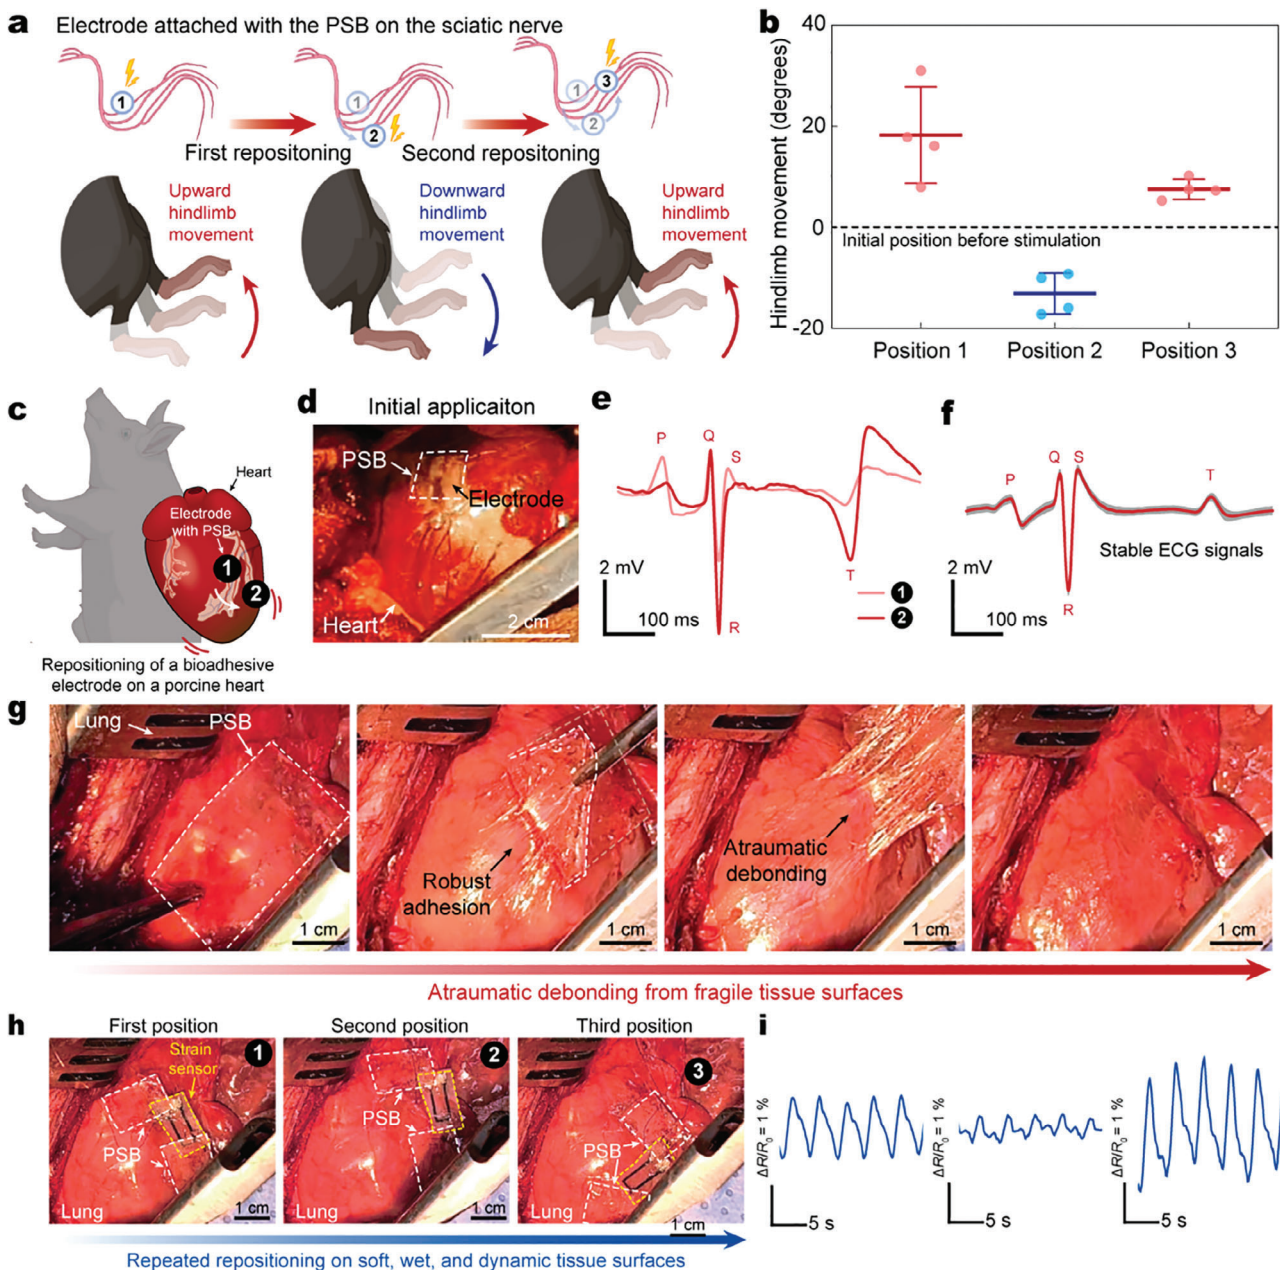 a
Electrode attached with the PSB on the sciatic nerve
1
1
2
1
2
3
First repositoning
Second repositoning
Upward
hindlimb
movement
Downward
hindlimb
movement
Upward
hindlimb
movement
b
Hindlimb movement (degrees)
40
20
0
-20
Initial position before stimulation
Position 1
Position 2
Position 3
c
Heart
Electrode
with PSB
1
2
Repositioning of a bioadhesive
electrode on a porcine heart
d
Initial applicaiton
PSB
Electrode
Heart
2 cm
e
P
Q
S
R
T
2 mV
100 ms
1
2
f
P
Q
S
R
T
Stable ECG signals
2 mV
100 ms
g
Lung
PSB
1 cm
Robust
adhesion
1 cm
Atraumatic
debonding
1 cm
1 cm
Atraumatic debonding from fragile tissue surfaces
h
First position
Second position
Third position
Strain
sensor
1
PSB
Lung
1 cm
2
PSB
Lung
1 cm
3
PSB
Lung
1 cm
Repeated repositioning on soft, wet, and dynamic tissue surfaces
i
ΔR/R0 = 1 %
5 s
ΔR/R0 = 1 %
5 s
ΔR/R0 = 1 %
5 s